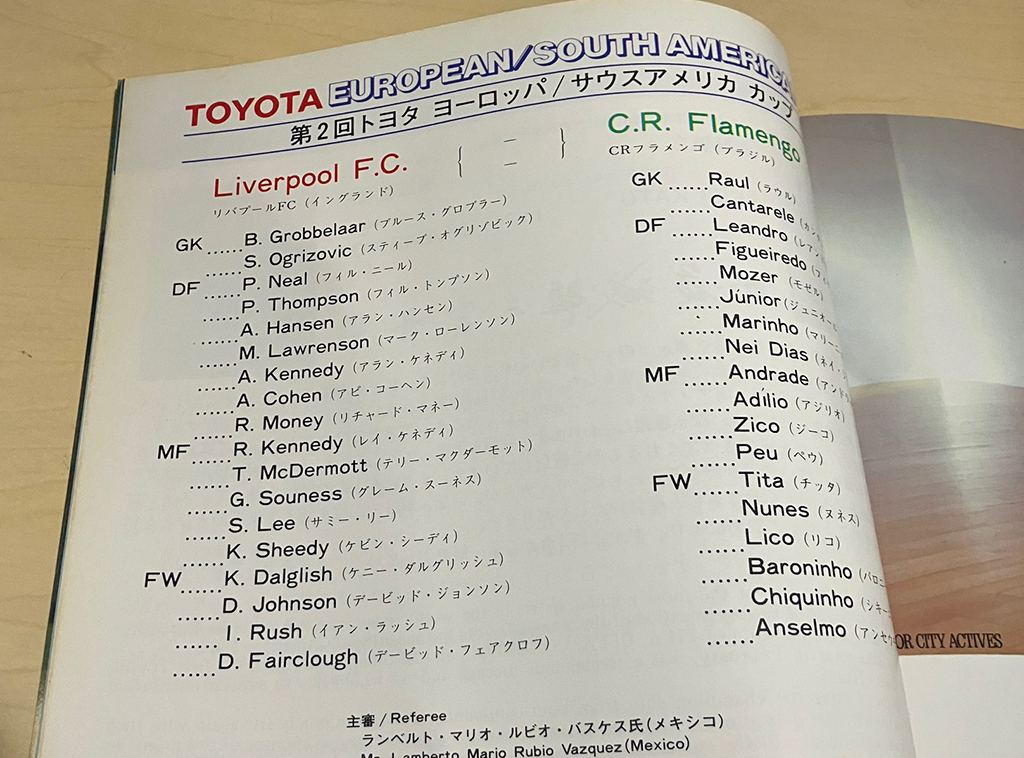 TOYOTA EUROPEAN/SOUTH AMERICA
第2回トヨタ ヨーロッパ/サウスアメリカ カップ
Liverpool F.C.
リバプールFC (イングランド)
GK ......B. Grobbelaar (ブルース・グロブラー)
......S. Ogrizovic (スティーブ・オグリゾビック)
DF ......P. Neal (フィル・ニール)
......P. Thompson (フィル・トンプソン)
......A. Hansen (アラン・ハンセン)
......M. Lawrenson (マーク・ローレンソン)
......A. Kennedy (アラン・ケネディ)
......A. Cohen (アビ・コーヘン)
......R. Money (リチャード・マネー)
MF ......R. Kennedy (レイ・ケネディ)
......T. McDermott (テリー・マクダーモット)
......G. Souness (グレーム・スーネス)
......S. Lee (サミー・リー)
......K. Sheedy (ケビン・シーディ)
FW ......K. Dalglish (ケニー・ダルグリッシュ)
......D. Johnson (デービッド・ジョンソン)
......I. Rush (イアン・ラッシュ)
......D. Fairclough (デービッド・フェアクロフ)
C.R. Flamengo
CRフラメンゴ (ブラジル)
GK ......Raul (ラウル)
......Cantarele
DF ......Leandro
......Figueiredo
......Mozer (モゼル)
......Júnior (ジュニオール
......Marinho
......Nei Dias
MF ......Andrade
......Adílio (アジリオ)
......Zico (ジーコ)
......Peu (ペウ)
FW ......Tita (チッタ)
......Nunes (ヌネス)
......Lico (リコ)
......Baroninho
......Chiquinho
......Anselmo
主審/Referee
ランベルト・マリオ・ルビオ・バスケス氏(メキシコ)
Lamberto Mario Rubio Vazquez (Mexico)
OR CITY ACTIVES